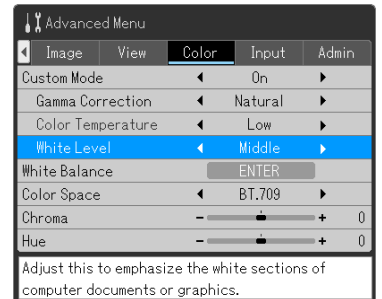 Advanced Menu
Image View Color Input Admin
Custom Mode On
Gamma Correction Natural
Color Temperature Low
White Level Middle
White Balance ENTER
Color Space BT.709
Chroma - + 0
Hue - + 0
Adjust this to emphasize the white sections of
computer documents or graphics.